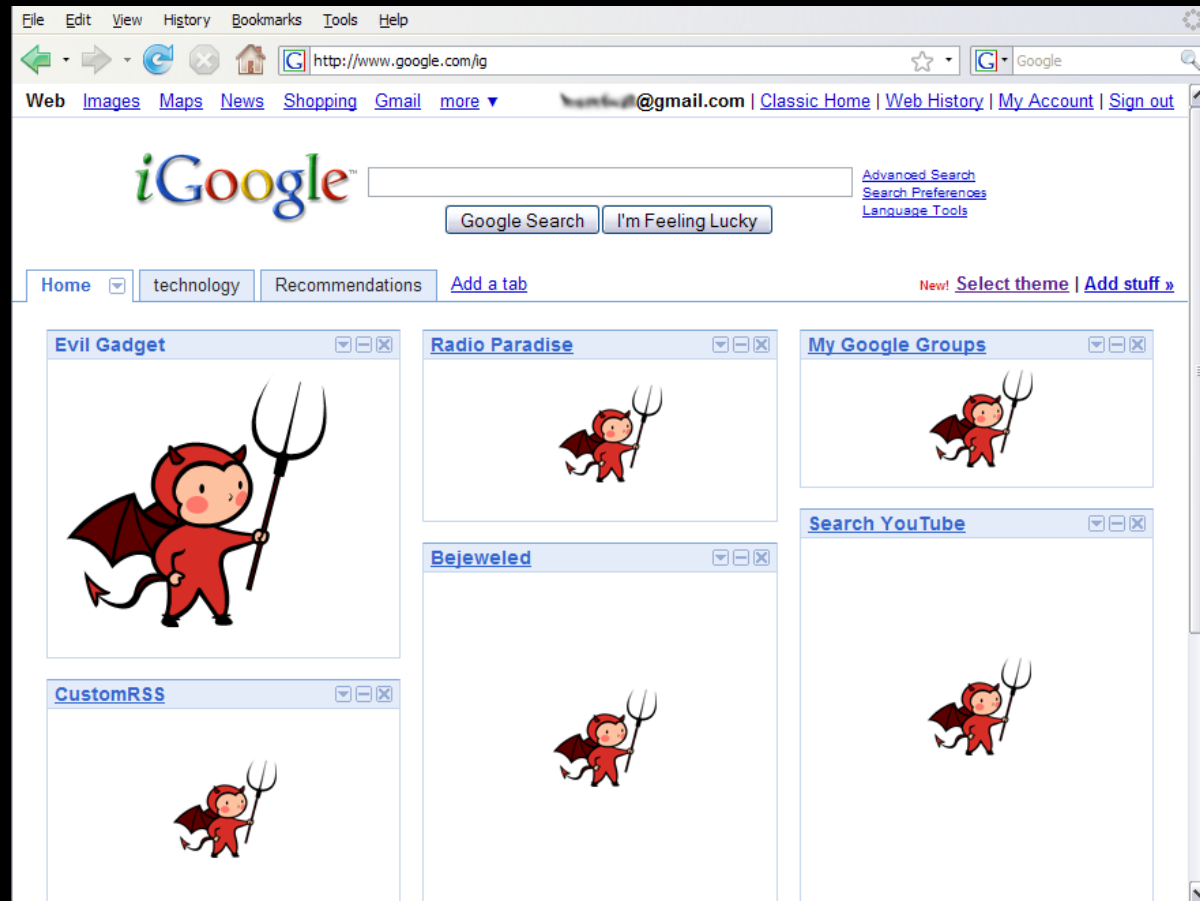 File Edit View History Bookmarks Tools Help
G http://www.google.com/ig G Google
Web Images Maps News Shopping Gmail more ▼ @gmail.com | Classic Home | Web History | My Account | Sign out
iGoogle™
Advanced Search
Search Preferences
Language Tools
Google Search I'm Feeling Lucky
Home technology Recommendations Add a tab New! Select theme | Add stuff »
Evil Gadget Radio Paradise My Google Groups
Search YouTube
Bejeweled
CustomRSS